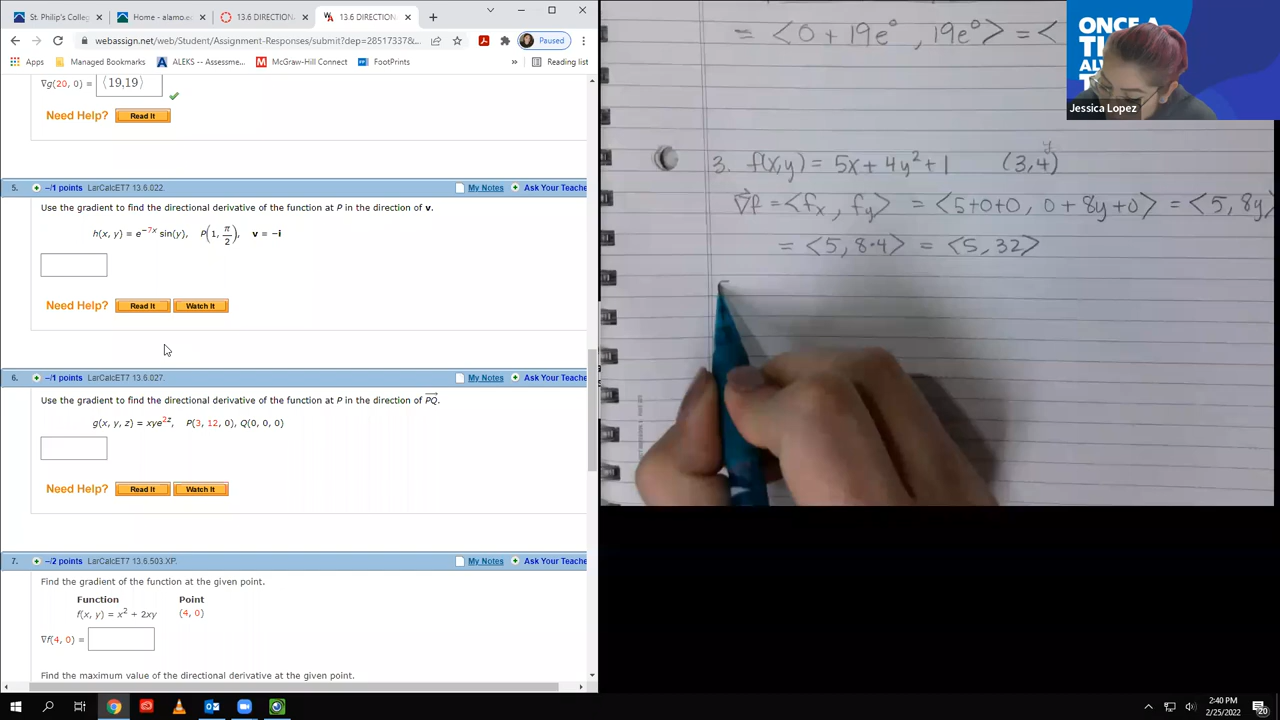 St. Philip's Colleg
Home - alamo.ed
13.6 DIRECTION
13.6 DIRECTION
webassign.net/web/Student/Assignment-Responses/submit?dep=28517337&...
Paused
Apps
Managed Bookmarks
ALEKS -- Assessme...
McGraw-Hill Connect
FootPrints
Reading list
∇g(20, 0) = ⟨19,19⟩
Need Help? Read It
5. –/1 points LarCalcET7 13.6.022. My Notes Ask Your Teache
Use the gradient to find the directional derivative of the function at P in the direction of v.
h(x, y) = e^−7x sin(y), P(1, π/2), v = −i
Need Help? Read It Watch It
6. –/1 points LarCalcET7 13.6.027. My Notes Ask Your Teache
Use the gradient to find the directional derivative of the function at P in the direction of PQ.
g(x, y, z) = xye^2z, P(3, 12, 0), Q(0, 0, 0)
Need Help? Read It Watch It
7. –/2 points LarCalcET7 13.6.503.XP. My Notes Ask Your Teache
Find the gradient of the function at the given point.
Function Point
f(x, y) = x² + 2xy (4, 0)
∇f(4, 0) =
Find the maximum value of the directional derivative at the given point.
= <0 + 19e⁰, 19e⁰> = <
ONCE A
TI
AL
T
Jessica Lopez
y
3. f(x,y) = 5x + 4y² + 1 (3,4)
∇f = <fx, fy> = <5+0+0, 0+8y+0> = <5, 8y>
= <5, 8·4> = <5, 32>
2:40 PM
2/25/2022
20